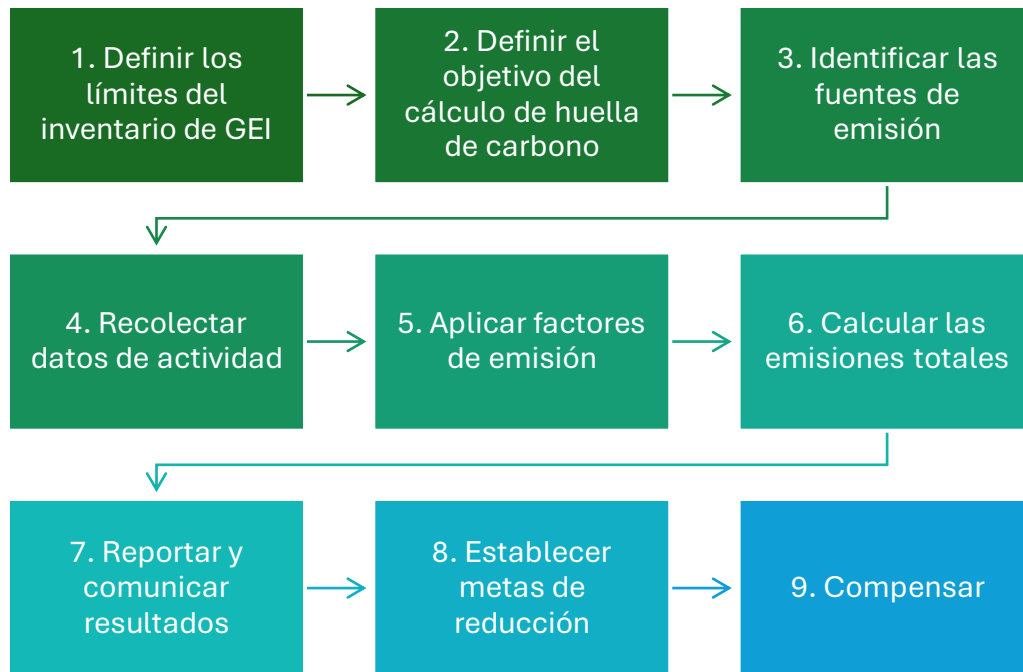 1. Definir los
límites del
inventario de GEI
2. Definir el
objetivo del
cálculo de huella
de carbono
3. Identificar las
fuentes de
emisión
4. Recolectar
datos de actividad
5. Aplicar factores
de emisión
6. Calcular las
emisiones totales
7. Reportar y
comunicar
resultados
8. Establecer
metas de
reducción
9. Compensar